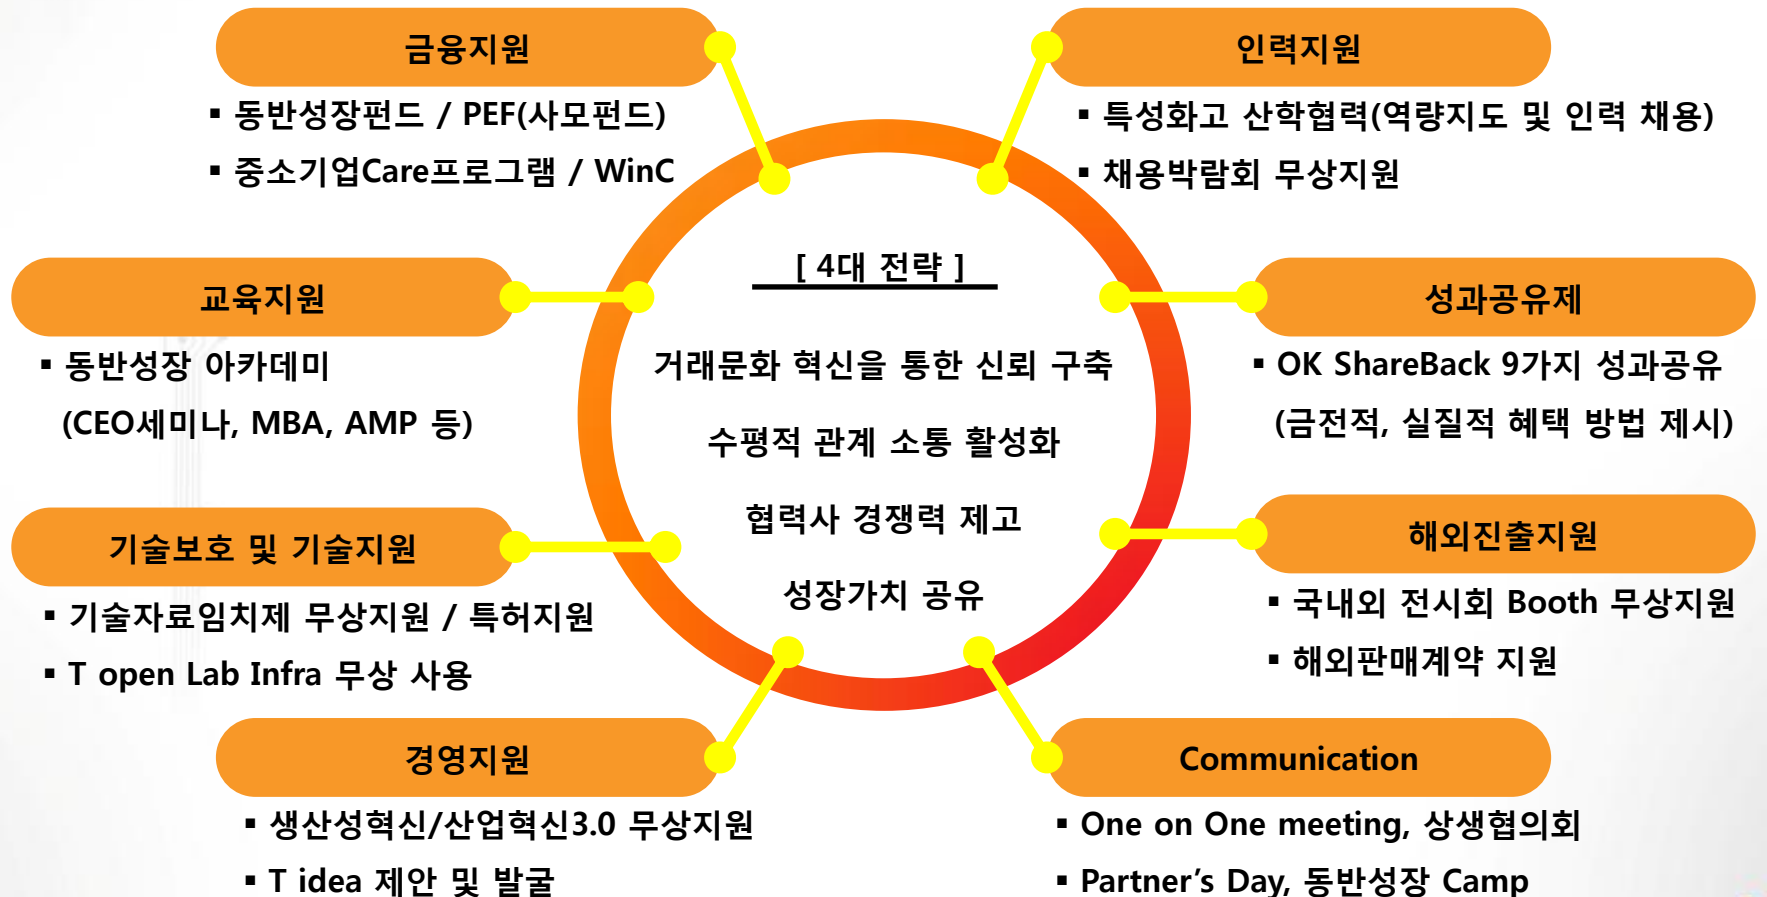 금융지원
▪ 동반성장펀드 / PEF(사모펀드)
▪ 중소기업Care프로그램 / WinC
인력지원
▪ 특성화고 산학협력(역량지도 및 인력 채용)
▪ 채용박람회 무상지원
교육지원
▪ 동반성장 아카데미
(CEO세미나, MBA, AMP 등)
[ 4대 전략 ]
거래문화 혁신을 통한 신뢰 구축
수평적 관계 소통 활성화
협력사 경쟁력 제고
성장가치 공유
성과공유제
▪ OK ShareBack 9가지 성과공유
(금전적, 실질적 혜택 방법 제시)
기술보호 및 기술지원
▪ 기술자료임치제 무상지원 / 특허지원
▪ T open Lab Infra 무상 사용
해외진출지원
▪ 국내외 전시회 Booth 무상지원
▪ 해외판매계약 지원
경영지원
▪ 생산성혁신/산업혁신3.0 무상지원
▪ T idea 제안 및 발굴
Communication
▪ One on One meeting, 상생협의회
▪ Partner’s Day, 동반성장 Camp